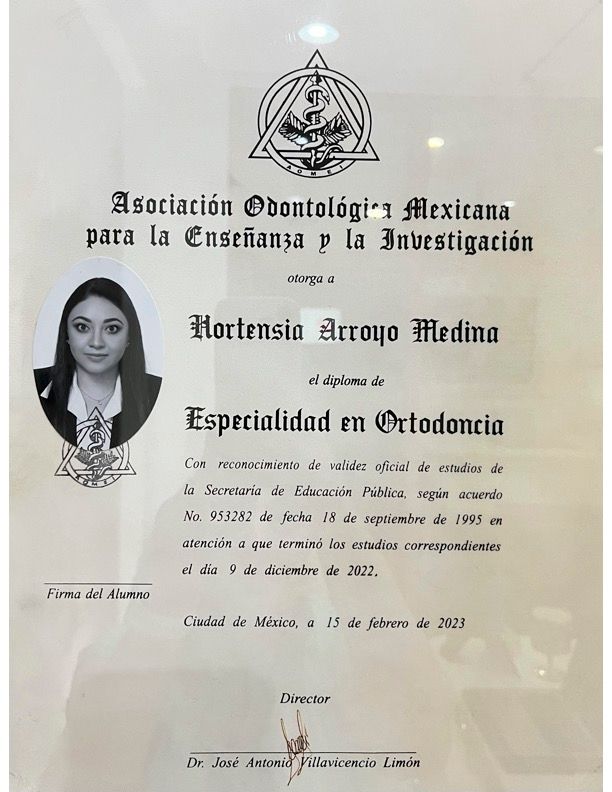 AOMEI
Asociación Odontológica Mexicana
para la Enseñanza y la Investigación
otorga a
Hortensia Arroyo Medina
el diploma de
Especialidad en Ortodoncia
Con reconocimiento de validez oficial de estudios de
la Secretaría de Educación Pública, según acuerdo
No. 953282 de fecha 18 de septiembre de 1995 en
atención a que terminó los estudios correspondientes
el día 9 de diciembre de 2022.
AOMEI
Firma del Alumno
Ciudad de México, a 15 de febrero de 2023
Director
Dr. José Antonio Villavicencio Limón